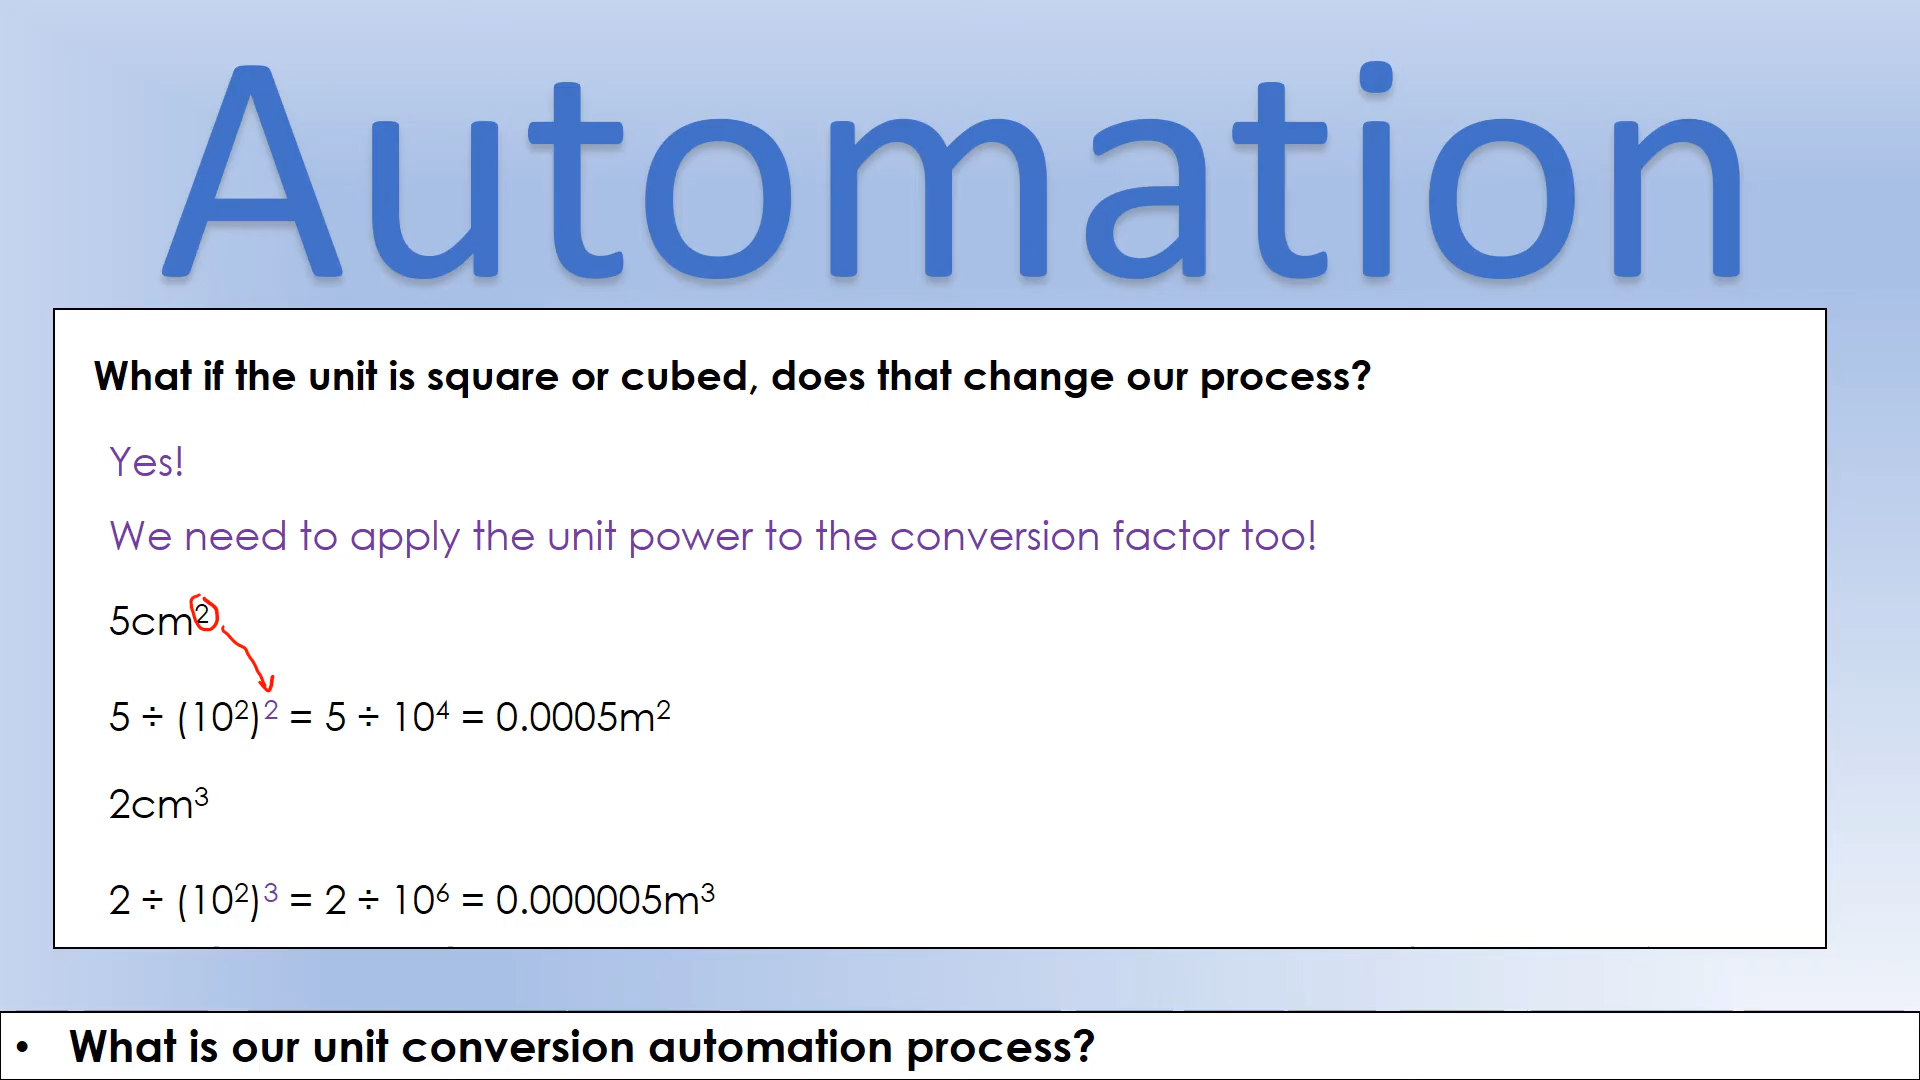 Automation
What if the unit is square or cubed, does that change our process?
Yes!
We need to apply the unit power to the conversion factor too!
5cm²
5 ÷ (10²)² = 5 ÷ 10⁴ = 0.0005m²
2cm³
2 ÷ (10²)³ = 2 ÷ 10⁶ = 0.000005m³
• What is our unit conversion automation process?